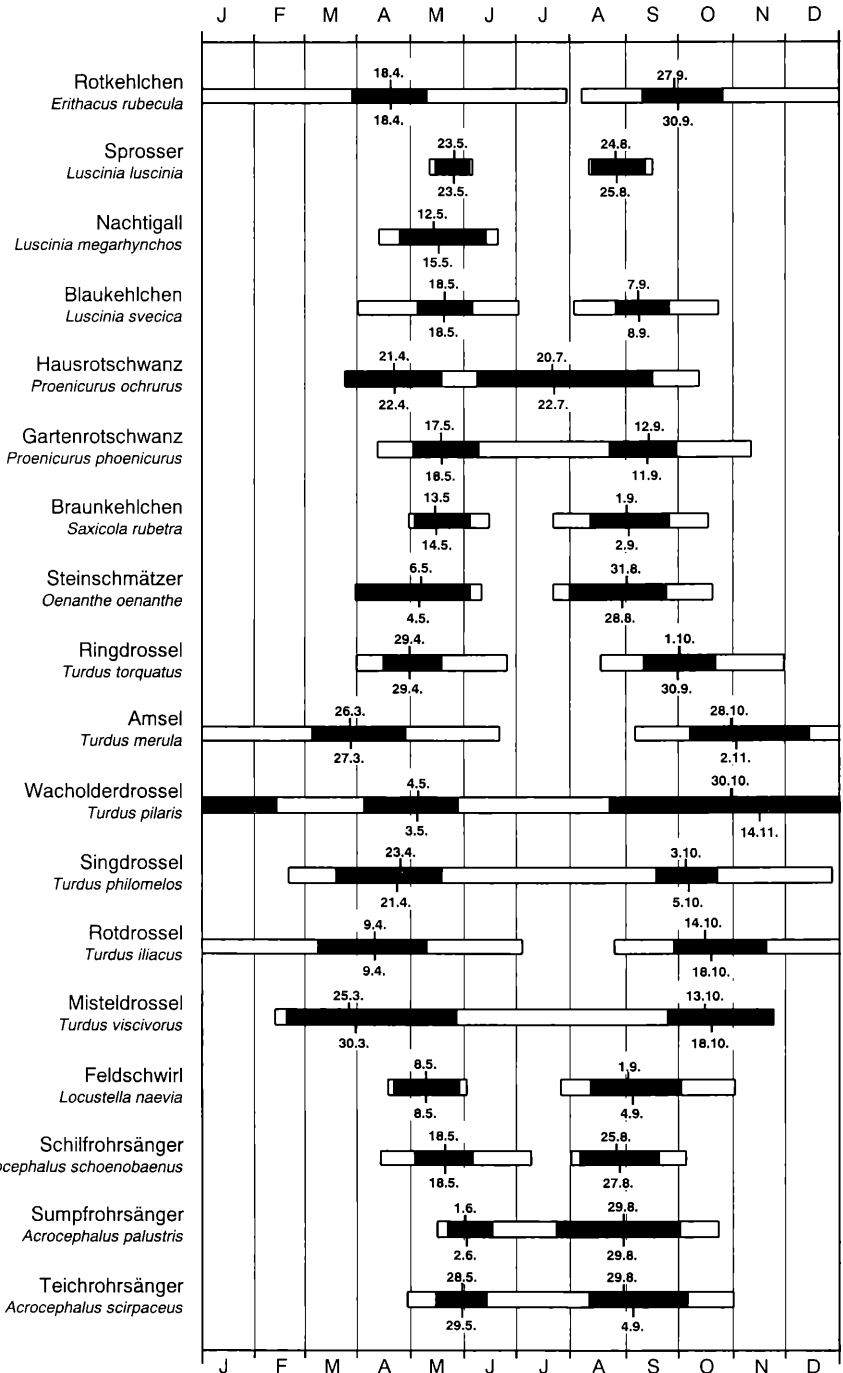 J F M A M J J A S O N D
18.4. 27.9.
Rotkehlchen
Erithacus rubecula
18.4. 30.9.
23.5. 24.8.
Sprosser
Luscinia luscinia
23.5. 25.8.
12.5.
Nachtigall
Luscinia megarhynchos
15.5.
18.5. 7.9.
Blaukehlchen
Luscinia svecica
18.5. 8.9.
21.4. 20.7.
Hausrotschwanz
Proenicurus ochrurus
22.4. 22.7.
17.5. 12.9.
Gartenrotschwanz
Proenicurus phoenicurus
18.5. 11.9.
13.5 1.9.
Braunkehlchen
Saxicola rubetra
14.5. 2.9.
6.5. 31.8.
Steinschmätzer
Oenanthe oenanthe
4.5. 28.8.
29.4. 1.10.
Ringdrossel
Turdus torquatus
29.4. 30.9.
26.3. 28.10.
Amsel
Turdus merula
27.3. 2.11.
4.5. 30.10.
Wacholderdrossel
Turdus pilaris
3.5. 14.11.
23.4. 3.10.
Singdrossel
Turdus philomelos
21.4. 5.10.
9.4. 14.10.
Rotdrossel
Turdus iliacus
9.4. 18.10.
25.3. 13.10.
Misteldrossel
Turdus viscivorus
30.3. 18.10.
8.5. 1.9.
Feldschwirl
Locustella naevia
8.5. 4.9.
18.5. 25.8.
Schilfrohrsänger
ocephalus schoenobaenus
18.5. 27.8.
1.6. 29.8.
Sumpfrohrsänger
Acrocephalus palustris
2.6. 29.8.
28.5. 29.8.
Teichrohrsänger
Acrocephalus scirpaceus
29.5. 4.9.
J F M A M J J A S O N D